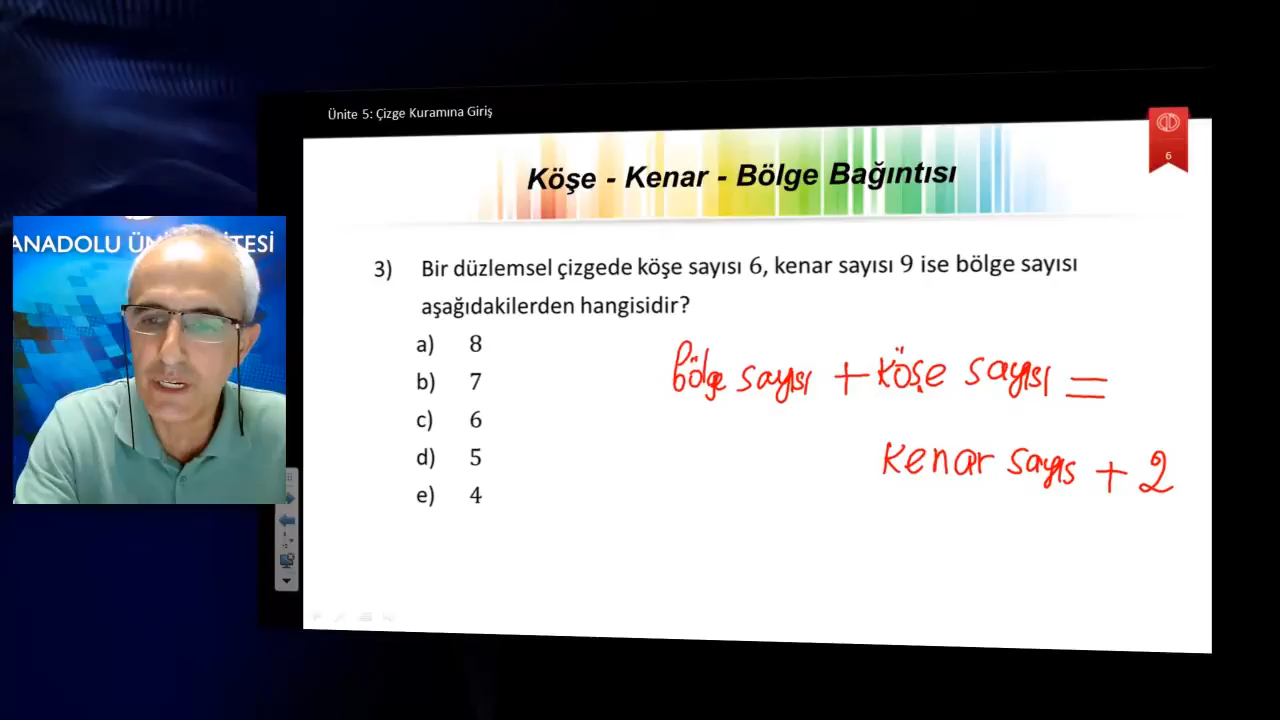 Ünite 5: Çizge Kuramına Giriş
6
Köşe - Kenar - Bölge Bağıntısı
ANADOLU ÜNİ SİTESİ
3) Bir düzlemsel çizgede köşe sayısı 6, kenar sayısı 9 ise bölge sayısı
aşağıdakilerden hangisidir?
a) 8
b) 7
c) 6
d) 5
e) 4
bölge sayısı + köşe sayısı =
kenar sayıs + 2